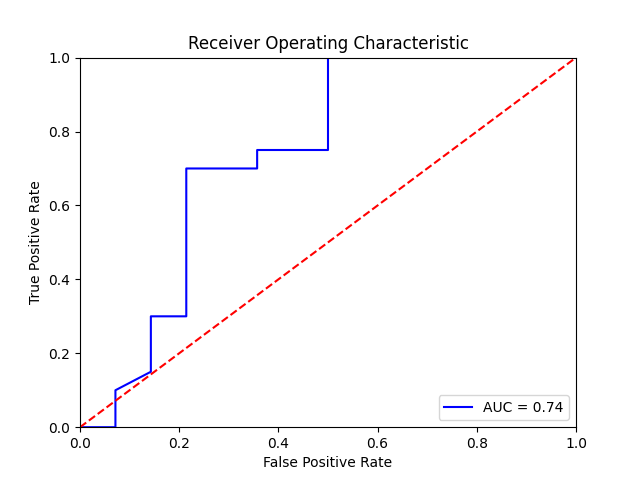 Receiver Operating Characteristic
1.0
0.8
0.6
0.4
0.2
0.0
True Positive Rate
AUC = 0.74
0.0 0.2 0.4 0.6 0.8 1.0
False Positive Rate